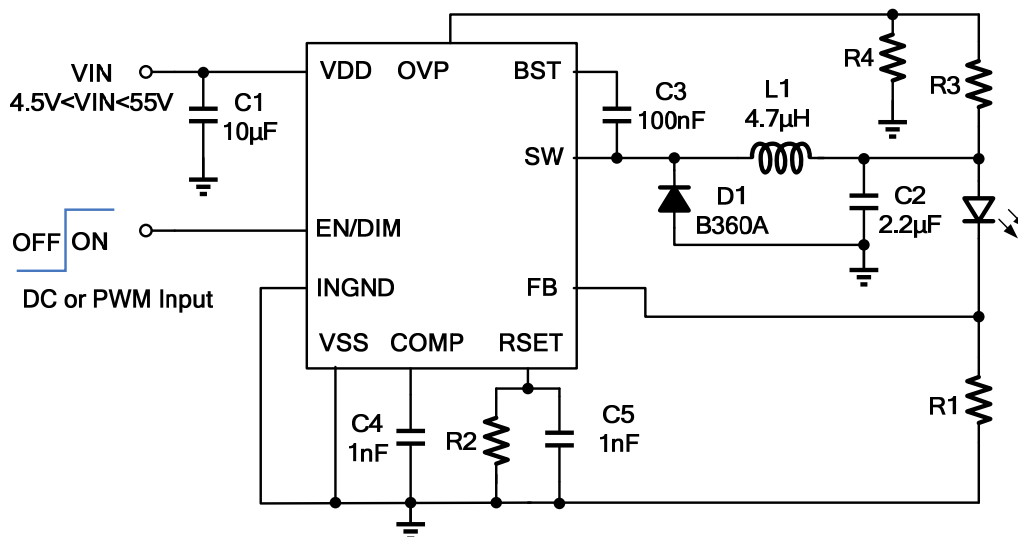 VDD OVP BST
VIN
4.5V<VIN<55V
C1
10µF
C3
100nF
L1
4.7µH
R4
R3
SW
D1
B360A
C2
2.2µF
OFF ON
EN/DIM
DC or PWM Input
INGND
FB
VSS COMP RSET
C4
1nF
R2
C5
1nF
R1